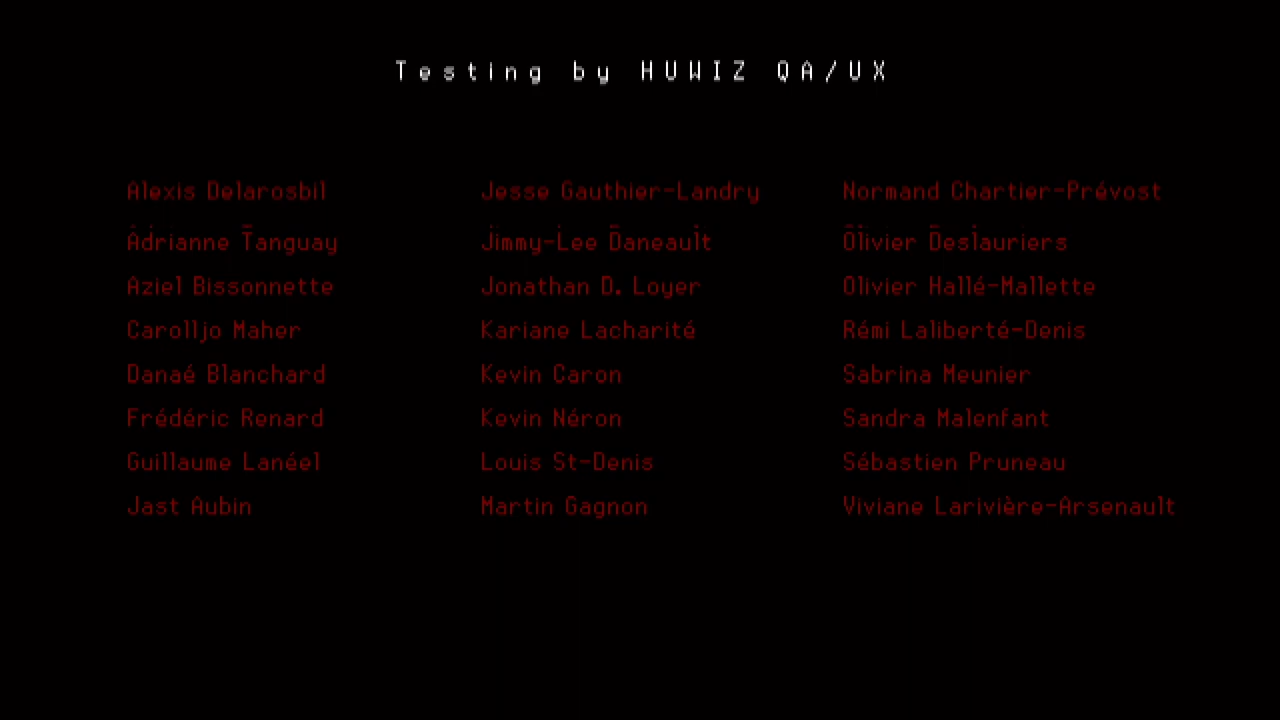 Testing by HUWIZ QA/UX
Alexis Delarosbil
Adrianne Tanguay
Aziel Bissonnette
Carolljo Maher
Danaé Blanchard
Frédéric Renard
Guillaume Lanéel
Jast Aubin
Jesse Gauthier-Landry
Jimmy-Lee Daneault
Jonathan D. Loyer
Kariane Lacharité
Kevin Caron
Kevin Néron
Louis St-Denis
Martin Gagnon
Normand Chartier-Prévost
Olivier Deslauriers
Olivier Hallé-Mallette
Rémi Laliberté-Denis
Sabrina Meunier
Sandra Malenfant
Sébastien Pruneau
Viviane Larivière-Arsenault